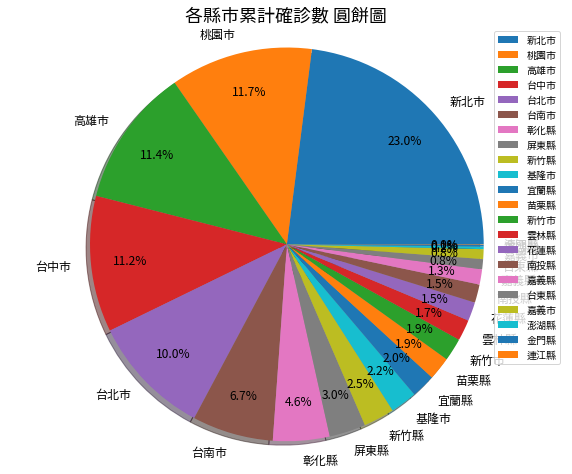 各縣市累計確診數 圓餅圖
新北市
桃園市
高雄市
台中市
台北市
台南市
彰化縣
屏東縣
新竹縣
基隆市
宜蘭縣
苗栗縣
新竹市
23.0%
11.7%
11.4%
11.2%
10.0%
6.7%
4.6%
3.0%
2.5%
2.2%
2.0%
1.9%
1.9%
1.7%
1.5%
1.5%
1.3%
0.8%
新北市
桃園市
高雄市
台中市
台北市
台南市
彰化縣
屏東縣
新竹縣
基隆市
宜蘭縣
苗栗縣
新竹市
雲林縣
花蓮縣
南投縣
嘉義縣
台東縣
嘉義市
澎湖縣
金門縣
連江縣